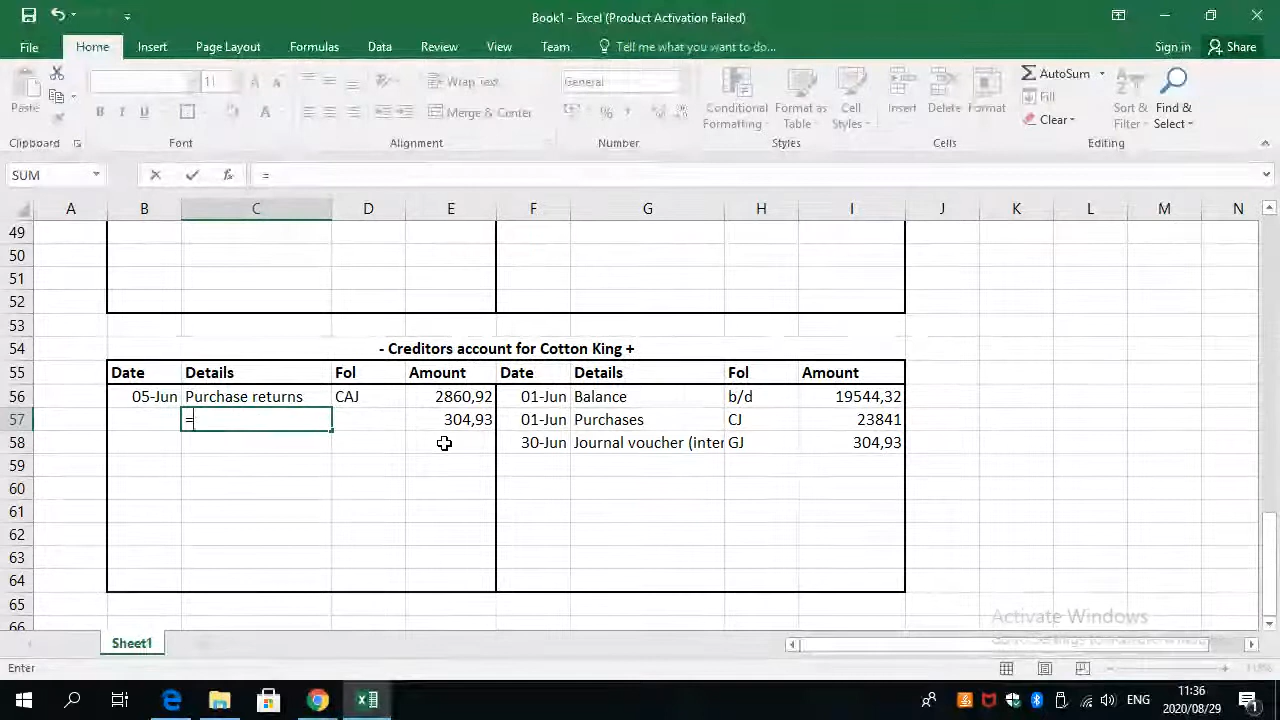 Book1 - Excel (Product Activation Failed)
File Home Insert Page Layout Formulas Data Review View Team Tell me what you want to do... Sign in Share
Paste 11 Wrap Text General Conditional Formatting Format as Table Cell Styles Insert Delete Format AutoSum Fill Clear Sort & Filter Find & Select
B I U A Merge & Center %
Clipboard Font Alignment Number Styles Cells Editing
SUM fx =
A B C D E F G H I J K L M N
49
50
51
52
53
54 - Creditors account for Cotton King +
55 Date Details Fol Amount Date Details Fol Amount
56 05-Jun Purchase returns CAJ 2860,92 01-Jun Balance b/d 19544,32
57 = 304,93 01-Jun Purchases CJ 23841
58 30-Jun Journal voucher (inter GJ 304,93
59
60
61
62
63
64
65
66
Activate Windows
Sheet1
Enter
ENG 11:36
2020/08/29 1